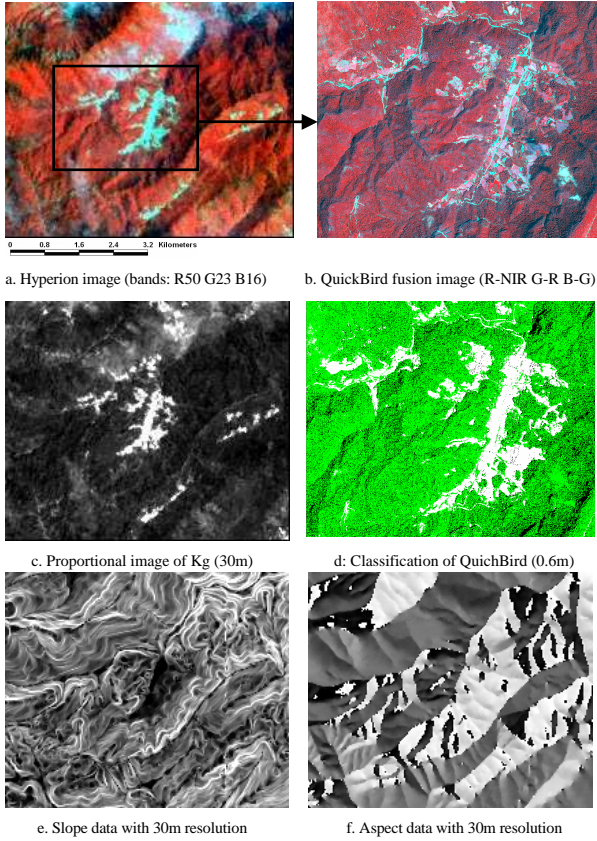 0 0.8 1.6 2.4 3.2 Kilometers
a. Hyperion image (bands: R50 G23 B16)
b. QuickBird fusion image (R-NIR G-R B-G)
c. Proportional image of Kg (30m)
d: Classification of QuichBird (0.6m)
e. Slope data with 30m resolution
f. Aspect data with 30m resolution